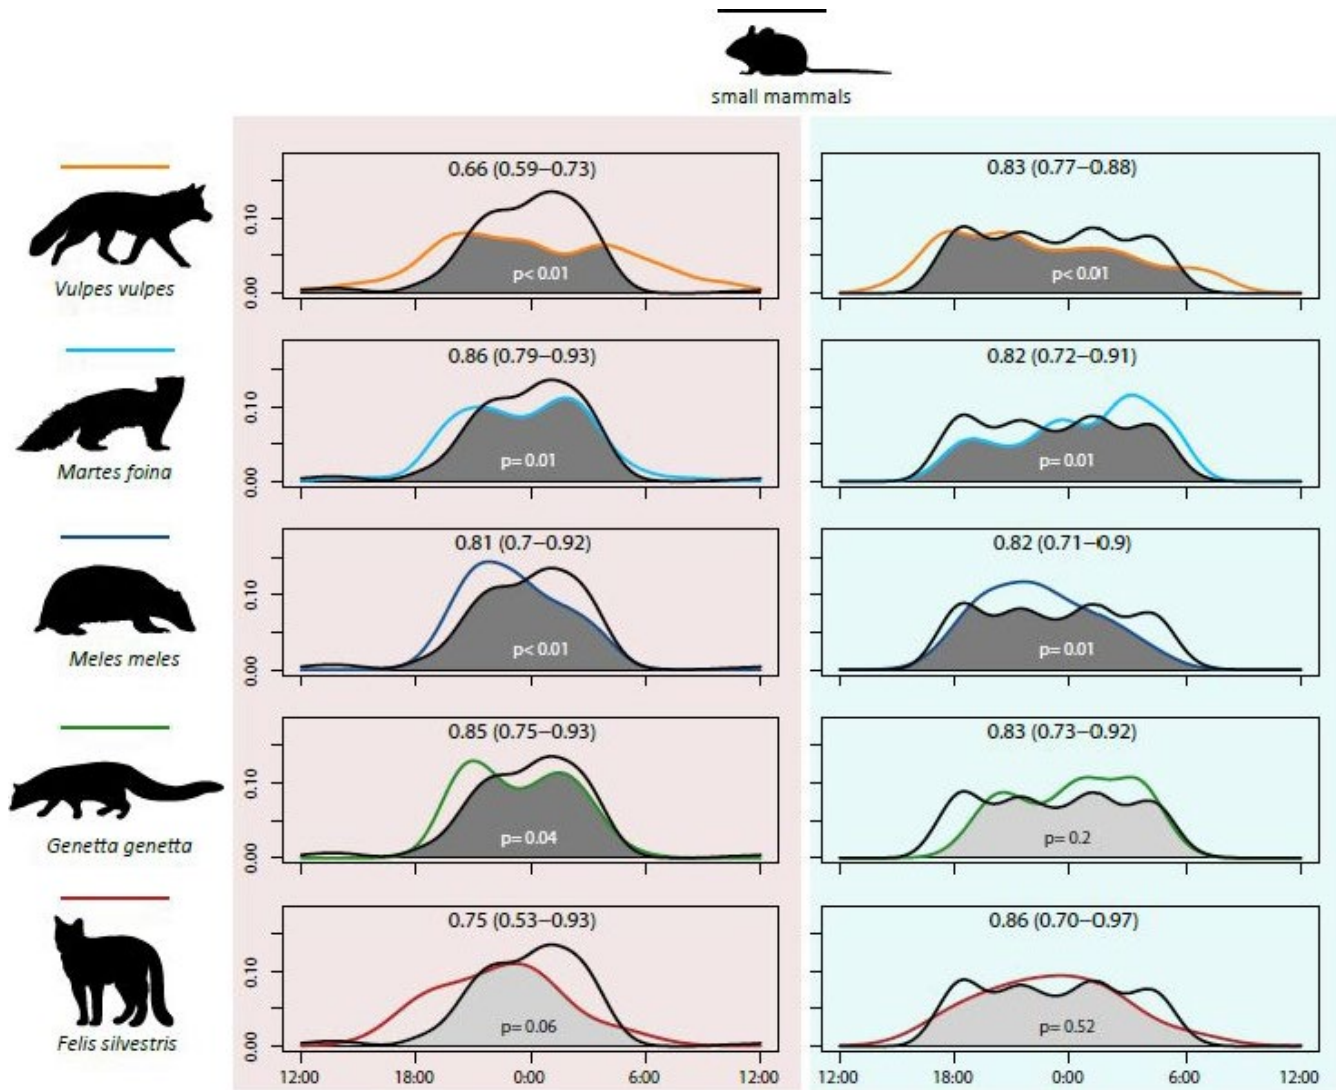 small mammals
Vulpes vulpes
0.66 (0.59–0.73)
0.10
0.00
p< 0.01
0.83 (0.77–0.88)
p< 0.01
Martes foina
0.86 (0.79–0.93)
0.10
0.00
p= 0.01
0.82 (0.72–0.91)
p= 0.01
Meles meles
0.81 (0.7–0.92)
0.10
0.00
p< 0.01
0.82 (0.71–0.9)
p= 0.01
Genetta genetta
0.85 (0.75–0.93)
0.10
0.00
p= 0.04
0.83 (0.73–0.92)
p= 0.2
Felis silvestris
0.75 (0.53–0.93)
0.10
0.00
p= 0.06
0.86 (0.70–0.97)
p= 0.52
12:00 18:00 0:00 6:00 12:00
12:00 18:00 0:00 6:00 12:00